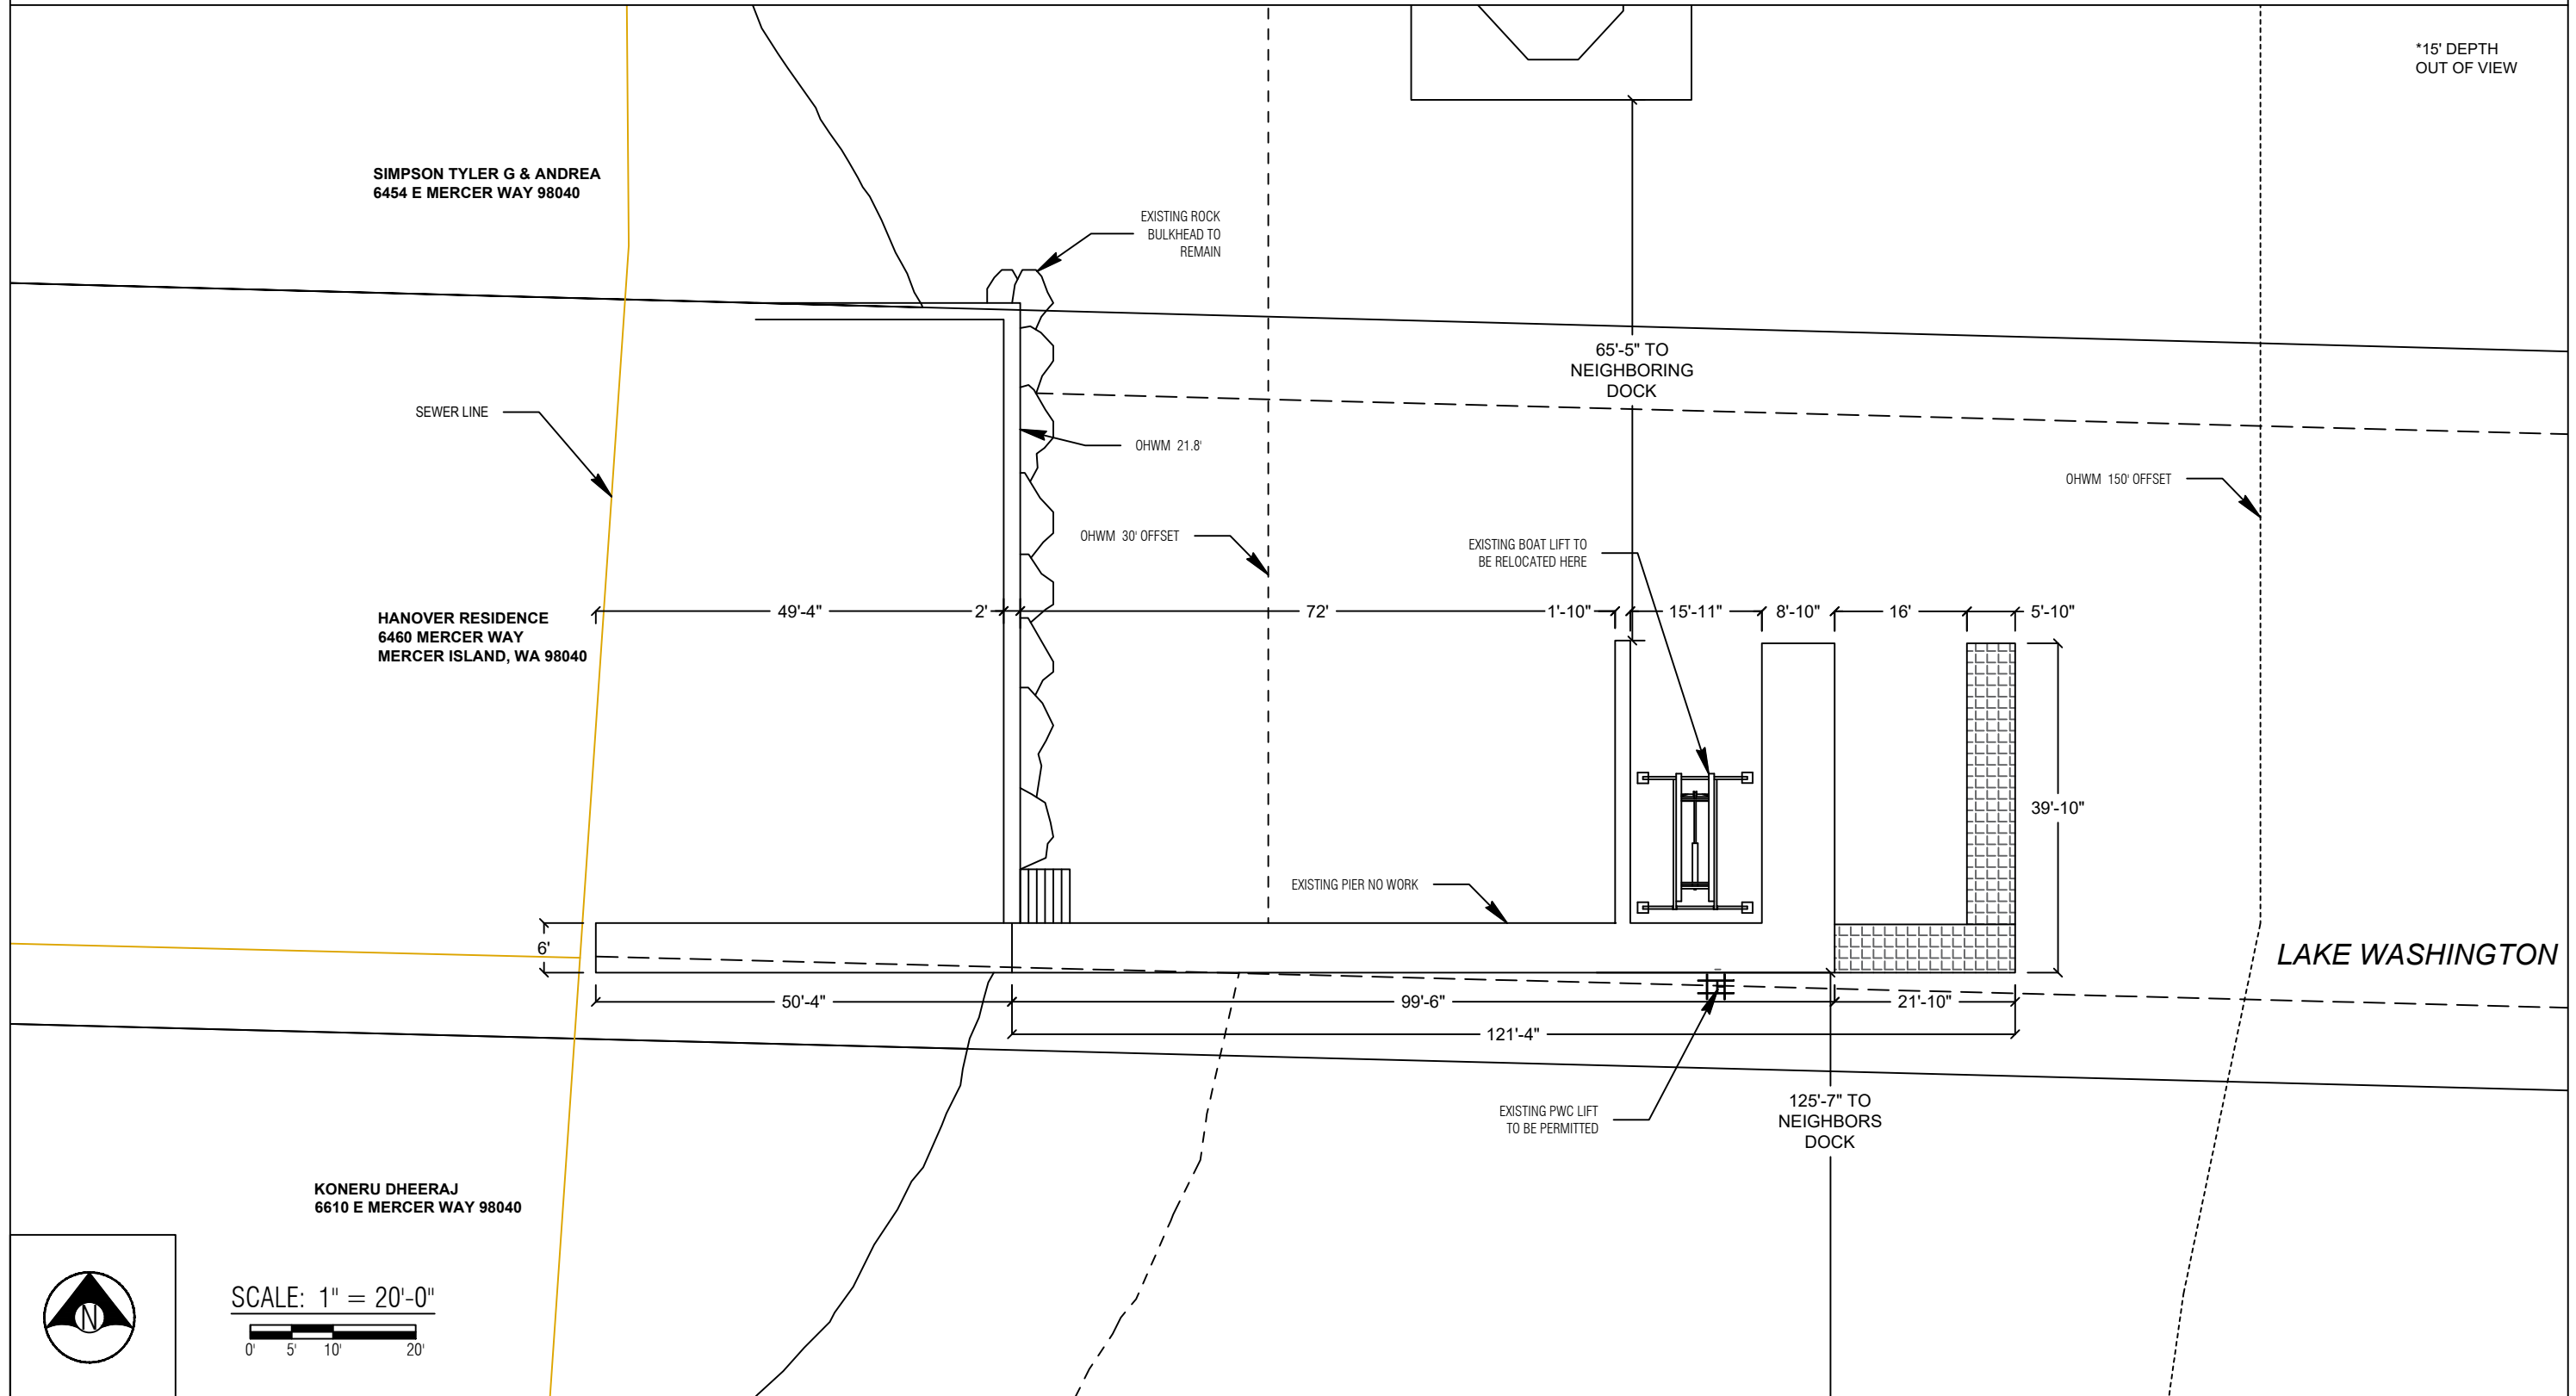 *15' DEPTH
OUT OF VIEW
SIMPSON TYLER G & ANDREA
6454 E MERCER WAY 98040
EXISTING ROCK
BULKHEAD TO
REMAIN
65'-5" TO
NEIGHBORING
DOCK
SEWER LINE
OHWM 21.8'
OHWM 150' OFFSET
OHWM 30' OFFSET
EXISTING BOAT LIFT TO
BE RELOCATED HERE
HANOVER RESIDENCE
6460 MERCER WAY
MERCER ISLAND, WA 98040
49'-4"
2'
72'
1'-10"
15'-11"
8'-10"
16'
5'-10"
39'-10"
EXISTING PIER NO WORK
6'
LAKE WASHINGTON
50'-4"
99'-6"
21'-10"
121'-4"
EXISTING PWC LIFT
TO BE PERMITTED
125'-7" TO
NEIGHBORS
DOCK
KONERU DHEERAJ
6610 E MERCER WAY 98040
N
SCALE: 1" = 20'-0"
0' 5' 10' 20'